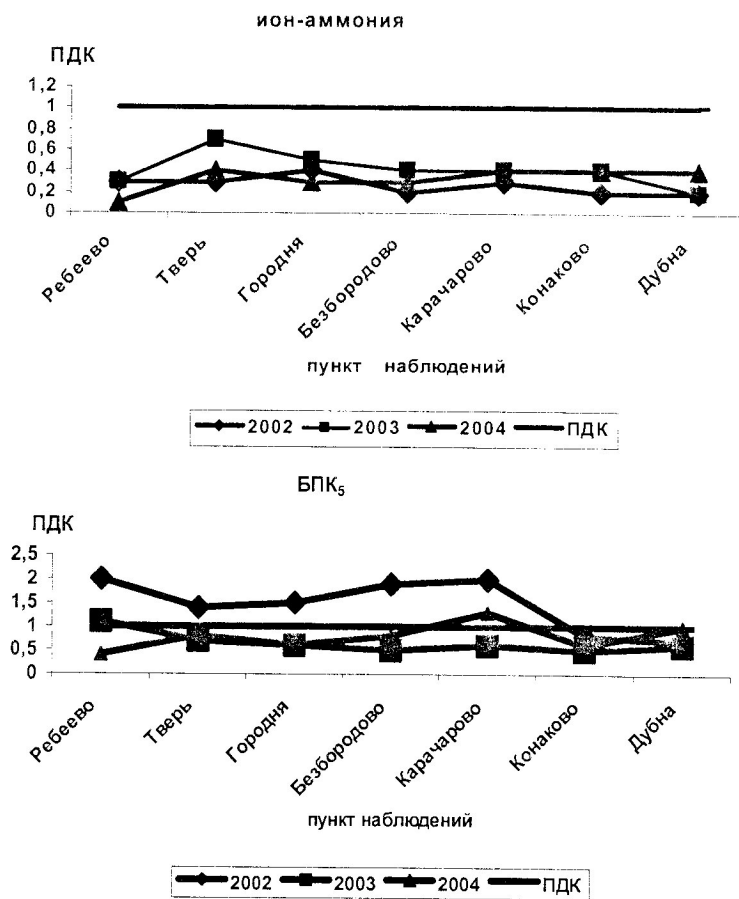 ион-аммония
ПДК
1,2
1
0,8
0,6
0,4
0,2
0
Ребеево
Тверь
Городня
Безбородово
Карачарово
Конаково
Дубна
пункт наблюдений
2002 2003 2004 ПДК
БПК₅
ПДК
2,5
2
1,5
1
0,5
0
Ребеево
Тверь
Городня
Безбородово
Карачарово
Конаково
Дубна
пункт наблюдений
2002 2003 2004 ПДК